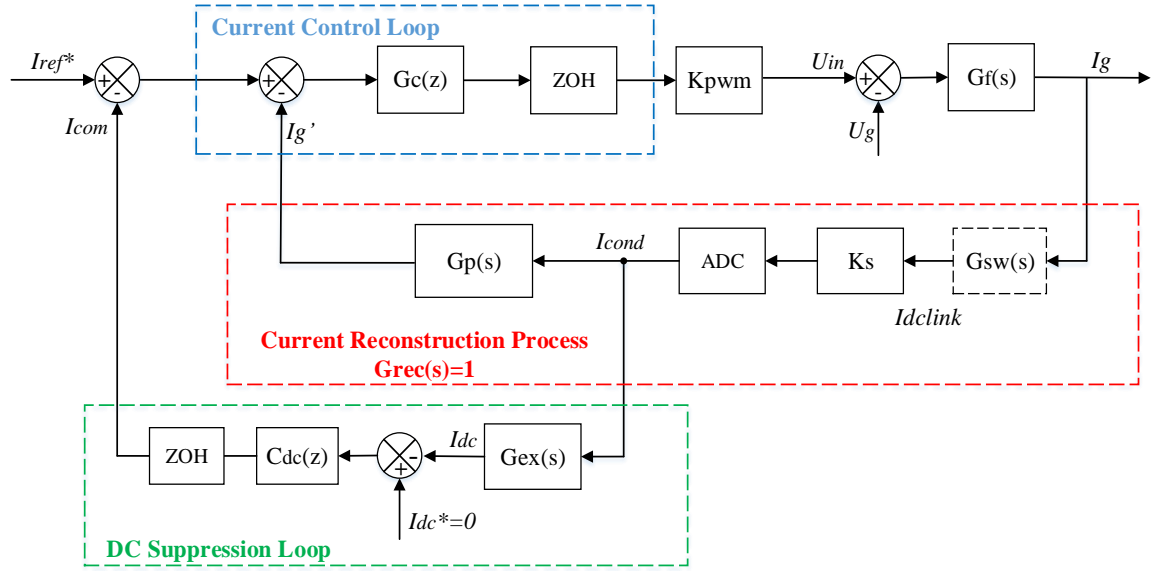 Current Control Loop
Iref*
+
-
+
-
Gc(z)
ZOH
Kpwm
Uin
+
-
Gf(s)
Ig
Icom
Ig’
Ug
Gp(s)
Icond
ADC
Ks
Gsw(s)
Idclink
Current Reconstruction Process
Grec(s)=1
ZOH
Cdc(z)
-
+
Idc
Gex(s)
Idc*=0
DC Suppression Loop